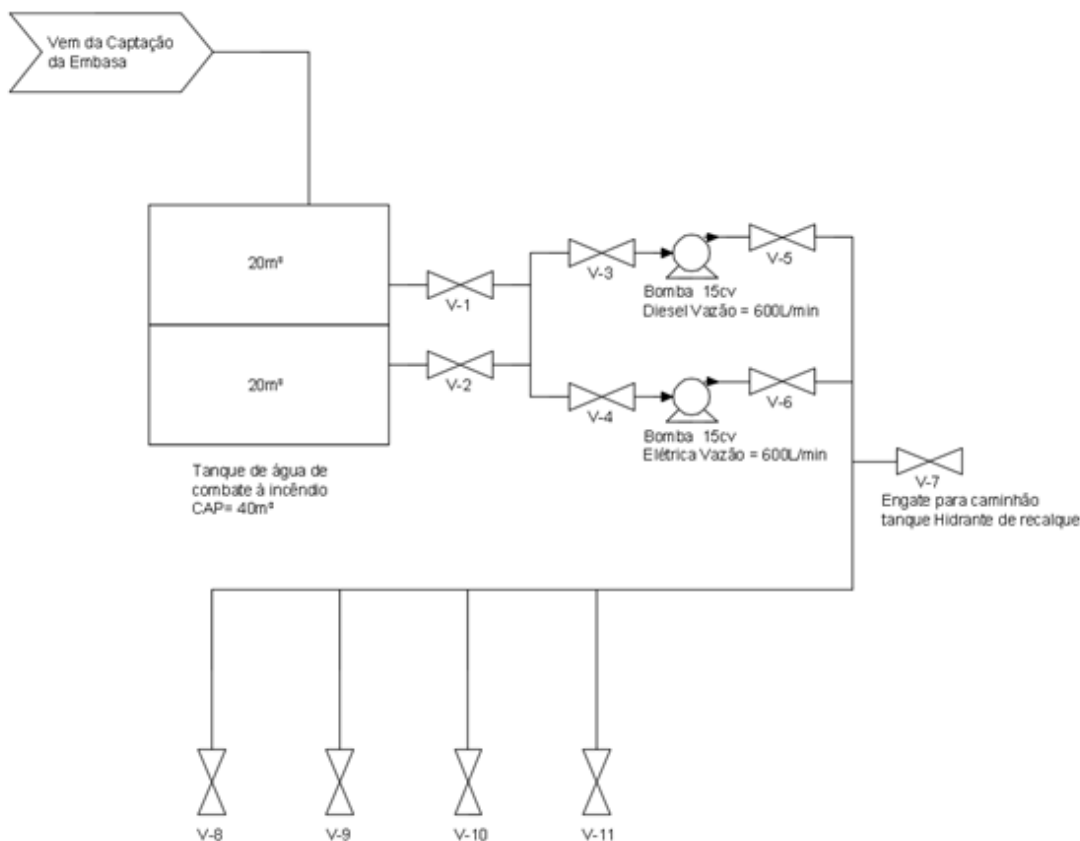 Vem da Captação
da Embasa
20m³
20m³
V-1
V-2
V-3
V-4
V-5
V-6
Bomba 15cv
Diesel Vazão = 600L/min
Bomba 15cv
Elétrica Vazão = 600L/min
Tanque de água de
combate à incêndio
CAP= 40m³
V-7
Engate para caminhão
tanque Hidrante de recalque
V-8
V-9
V-10
V-11